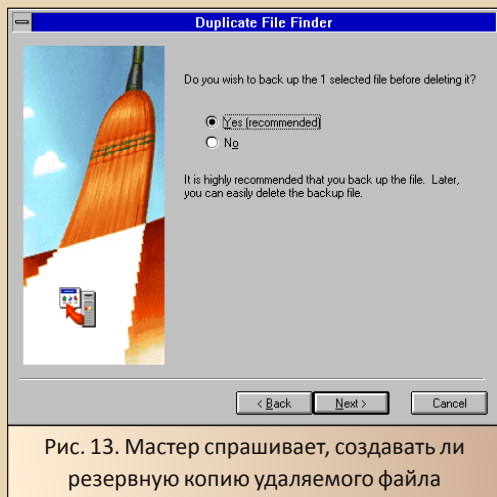 Duplicate File Finder
Do you wish to back up the 1 selected file before deleting it?
Yes (recommended)
No
It is highly recommended that you back up the file. Later,
you can easily delete the backup file.
< Back
Next >
Cancel
Рис. 13. Мастер спрашивает, создавать ли
резервную копию удаляемого файла